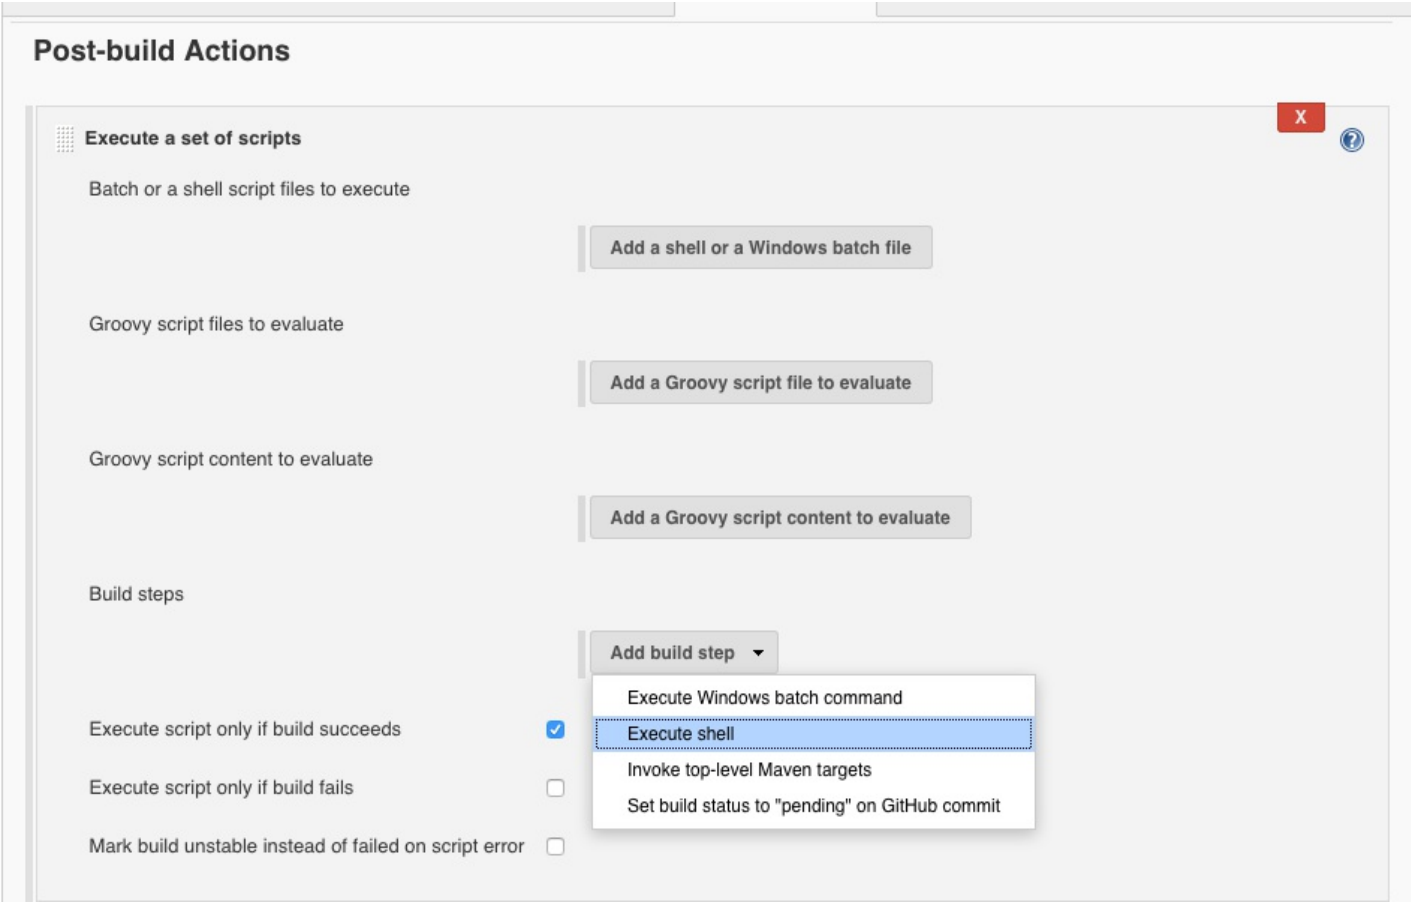 Post-build Actions
X
Execute a set of scripts
?
Batch or a shell script files to execute
Add a shell or a Windows batch file
Groovy script files to evaluate
Add a Groovy script file to evaluate
Groovy script content to evaluate
Add a Groovy script content to evaluate
Build steps
Add build step
Execute Windows batch command
Execute shell
Invoke top-level Maven targets
Set build status to "pending" on GitHub commit
Execute script only if build succeeds
Execute script only if build fails
Mark build unstable instead of failed on script error